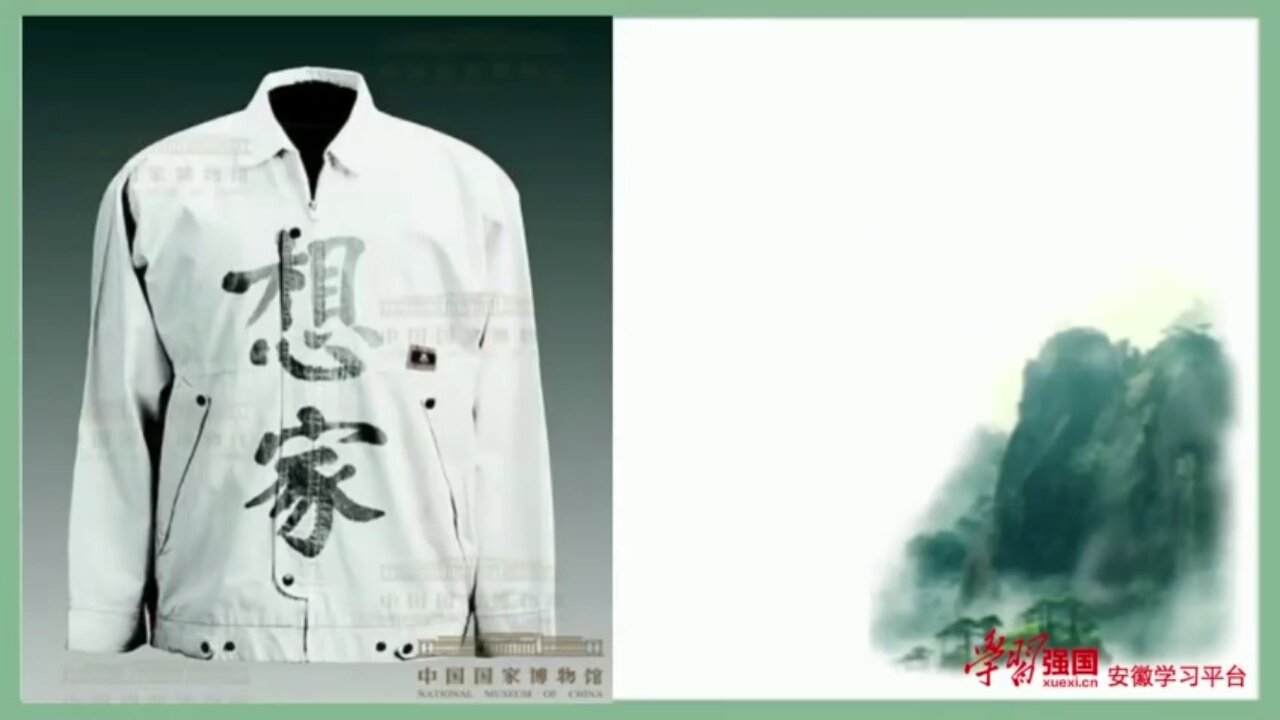 想
家
中国国家博物馆
NATIONAL MUSEUM OF CHINA
学习强国
xuexi.cn
安徽学习平台